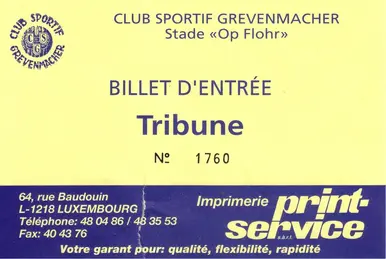 CLUB SPORTIF
CSG
GREVENMACHER
CLUB SPORTIF GREVENMACHER
Stade «Op Flohr»
BILLET D'ENTRÉE
Tribune
Nº 1760
64, rue Baudouin
L-1218 LUXEMBOURG
Téléphone: 48 04 86 / 48 35 53
Fax: 40 43 76
Imprimerie print-
service
s.à r.l.
Votre garant pour: qualité, flexibilité, rapidité